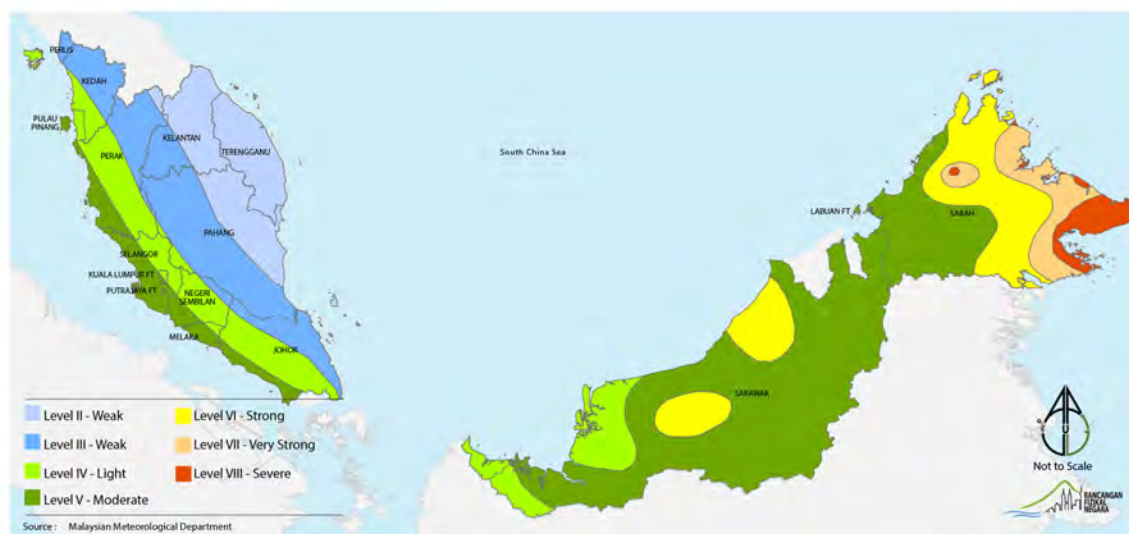 PERLIS
KEDAH
PULAU
PINANG
KELANTAN
TERENGGANU
PERAK
PAHANG
SELANGOR
KUALA LUMPUR FT
PUTRAJAYA FT
NEGERI
SEMBILAN
MELAKA
JOHOR
South China Sea
LABUAN FT
SABAH
SARAWAK
Level II - Weak
Level III - Weak
Level IV - Light
Level V - Moderate
Level VI - Strong
Level VII - Very Strong
Level VIII - Severe
Not to Scale
RANCANGAN
FIZIKAL
NEGARA
Source : Malaysian Meteorological Department